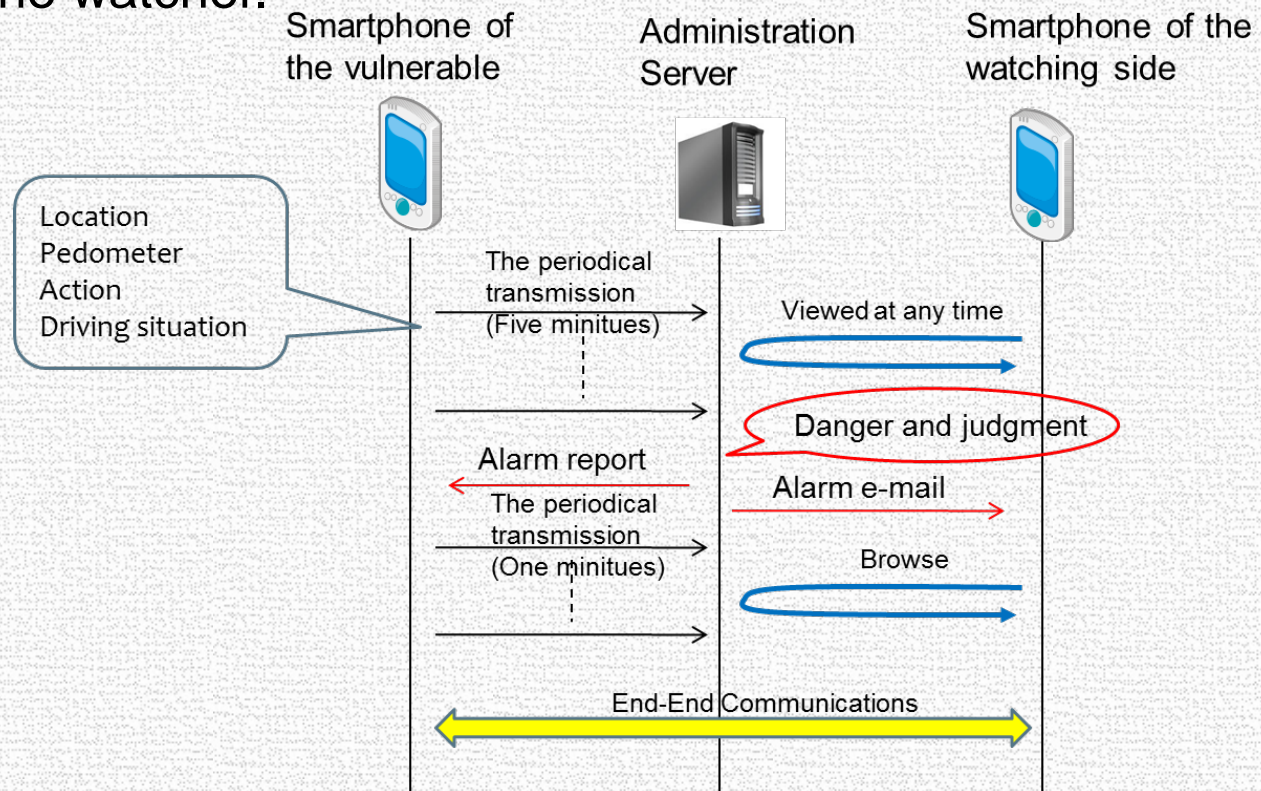 he watcher.
Smartphone of
the vulnerable
Administration
Server
Smartphone of the
watching side
Location
Pedometer
Action
Driving situation
The periodical
transmission
(Five minitues)
Viewed at any time
Danger and judgment
Alarm report
Alarm e-mail
The periodical
transmission
(One minitues)
Browse
End-End Communications